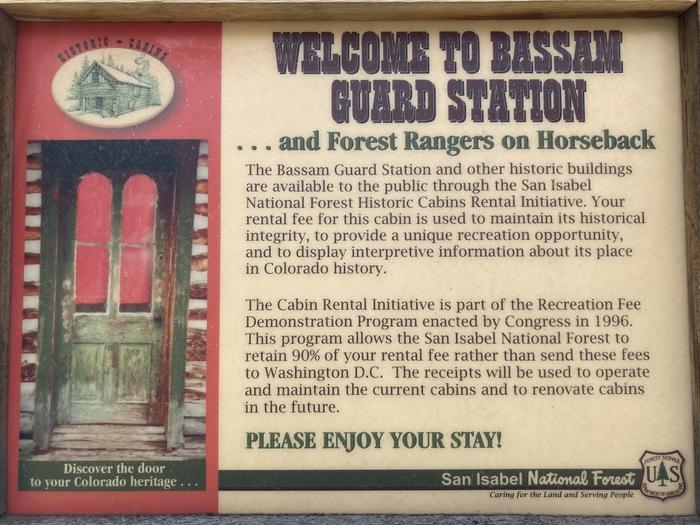 HISTORIC - CABINS
WELCOME TO BASSAM
GUARD STATION
. . . and Forest Rangers on Horseback
The Bassam Guard Station and other historic buildings
are available to the public through the San Isabel
National Forest Historic Cabins Rental Initiative. Your
rental fee for this cabin is used to maintain its historical
integrity, to provide a unique recreation opportunity,
and to display interpretive information about its place
in Colorado history.
The Cabin Rental Initiative is part of the Recreation Fee
Demonstration Program enacted by Congress in 1996.
This program allows the San Isabel National Forest to
retain 90% of your rental fee rather than send these fees
to Washington D.C. The receipts will be used to operate
and maintain the current cabins and to renovate cabins
in the future.
PLEASE ENJOY YOUR STAY!
Discover the door
to your Colorado heritage . . .
San Isabel National Forest
Caring for the Land and Serving People
FOREST SERVICE
U S
DEPARTMENT OF AGRICULTURE